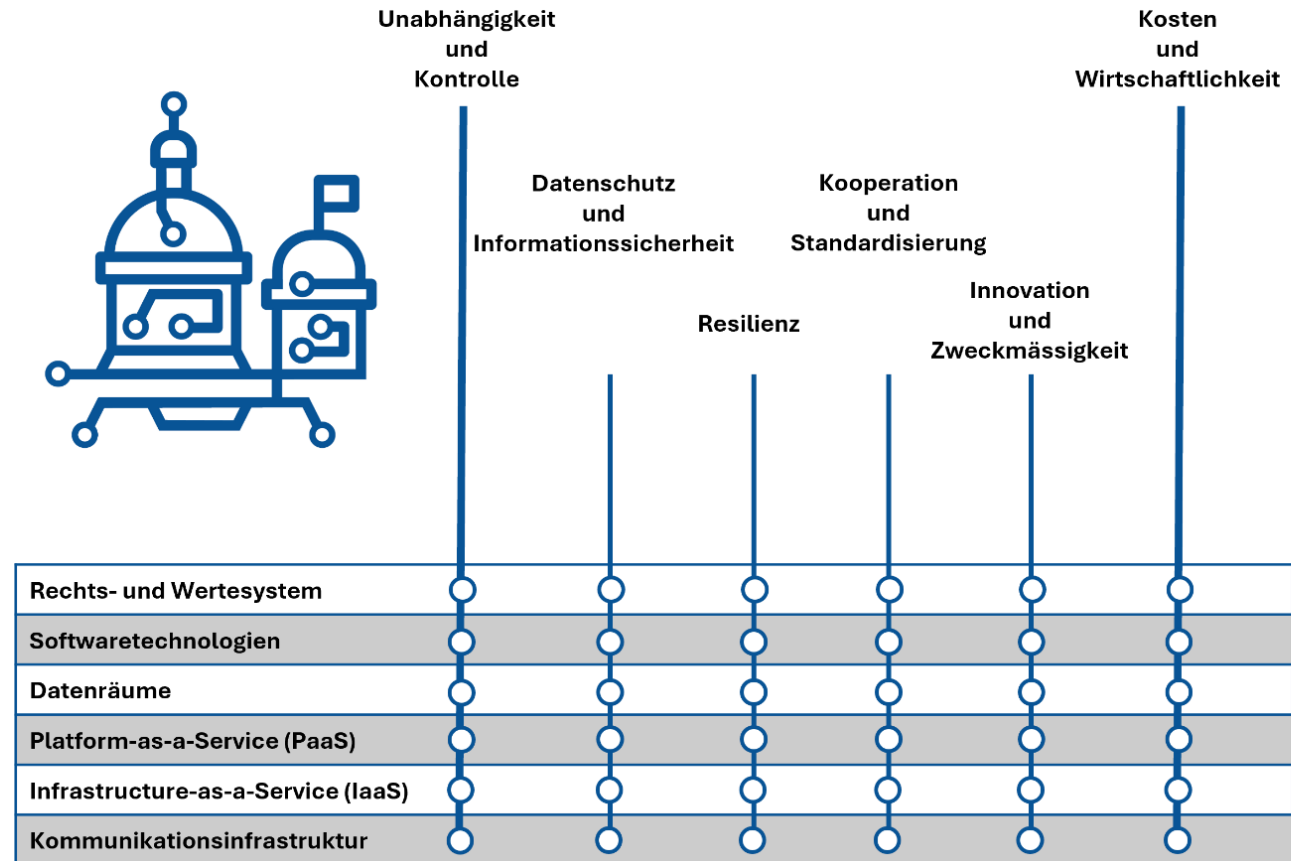 Unabhängigkeit
und
Kontrolle
Kosten
und
Wirtschaftlichkeit
Datenschutz
und
Informationssicherheit
Kooperation
und
Standardisierung
Resilienz
Innovation
und
Zweckmässigkeit
Rechts- und Wertesystem
Softwaretechnologien
Datenräume
Platform-as-a-Service (PaaS)
Infrastructure-as-a-Service (IaaS)
Kommunikationsinfrastruktur